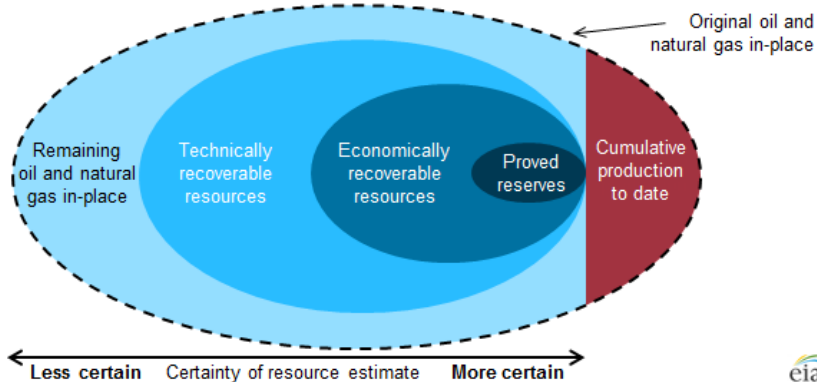 Original oil and
natural gas in-place
Remaining
oil and natural
gas in-place
Technically
recoverable
resources
Economically
recoverable
resources
Proved
reserves
Cumulative
production
to date
Less certain Certainty of resource estimate More certain
eia